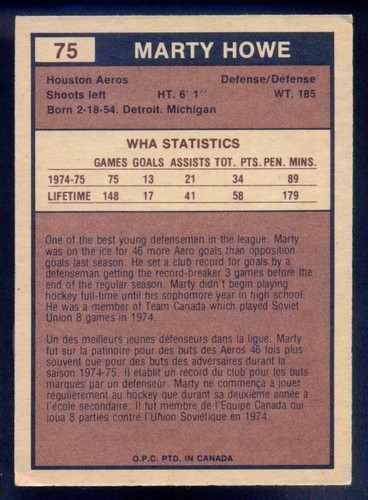 75 MARTY HOWE
Houston Aeros Defense/Defense
Shoots left HT. 6' 1" WT. 185
Born 2-18-54. Detroit. Michigan
WHA STATISTICS
GAMES GOALS ASSISTS TOT. PTS. PEN. MINS.
1974-75 75 13 21 34 89
LIFETIME 148 17 41 58 179
One of the best young defensemen in the league. Marty
was on the ice for 46 more Aero goals than opposition
goals last season. He set a club record for goals by a
defenseman getting the record-breaker 3 games before the
end of the regular season. Marty didn't begin playing
hockey full-time until his sophomore year in high school.
He was a member of Team Canada which played Soviet
Union 8 games in 1974.
Un des meilleurs jeunes défenseurs dans la ligue. Marty
fut sur la patinoire pour des buts des Aéros 46 fois plus
souvent que pour des buts des adversaires durant la saison
1974-75. Il etablit un record du club pour les buts
marques par un defenseur. Marty ne commença à jouer
régulierement au hockey que durant sa deuxième année
à l'école secondaire. Il fut membre de l'Equipe Canada qui
joua 8 parties contre l'Union Soviétique en 1974.
O.P.C. PTD. IN CANADA